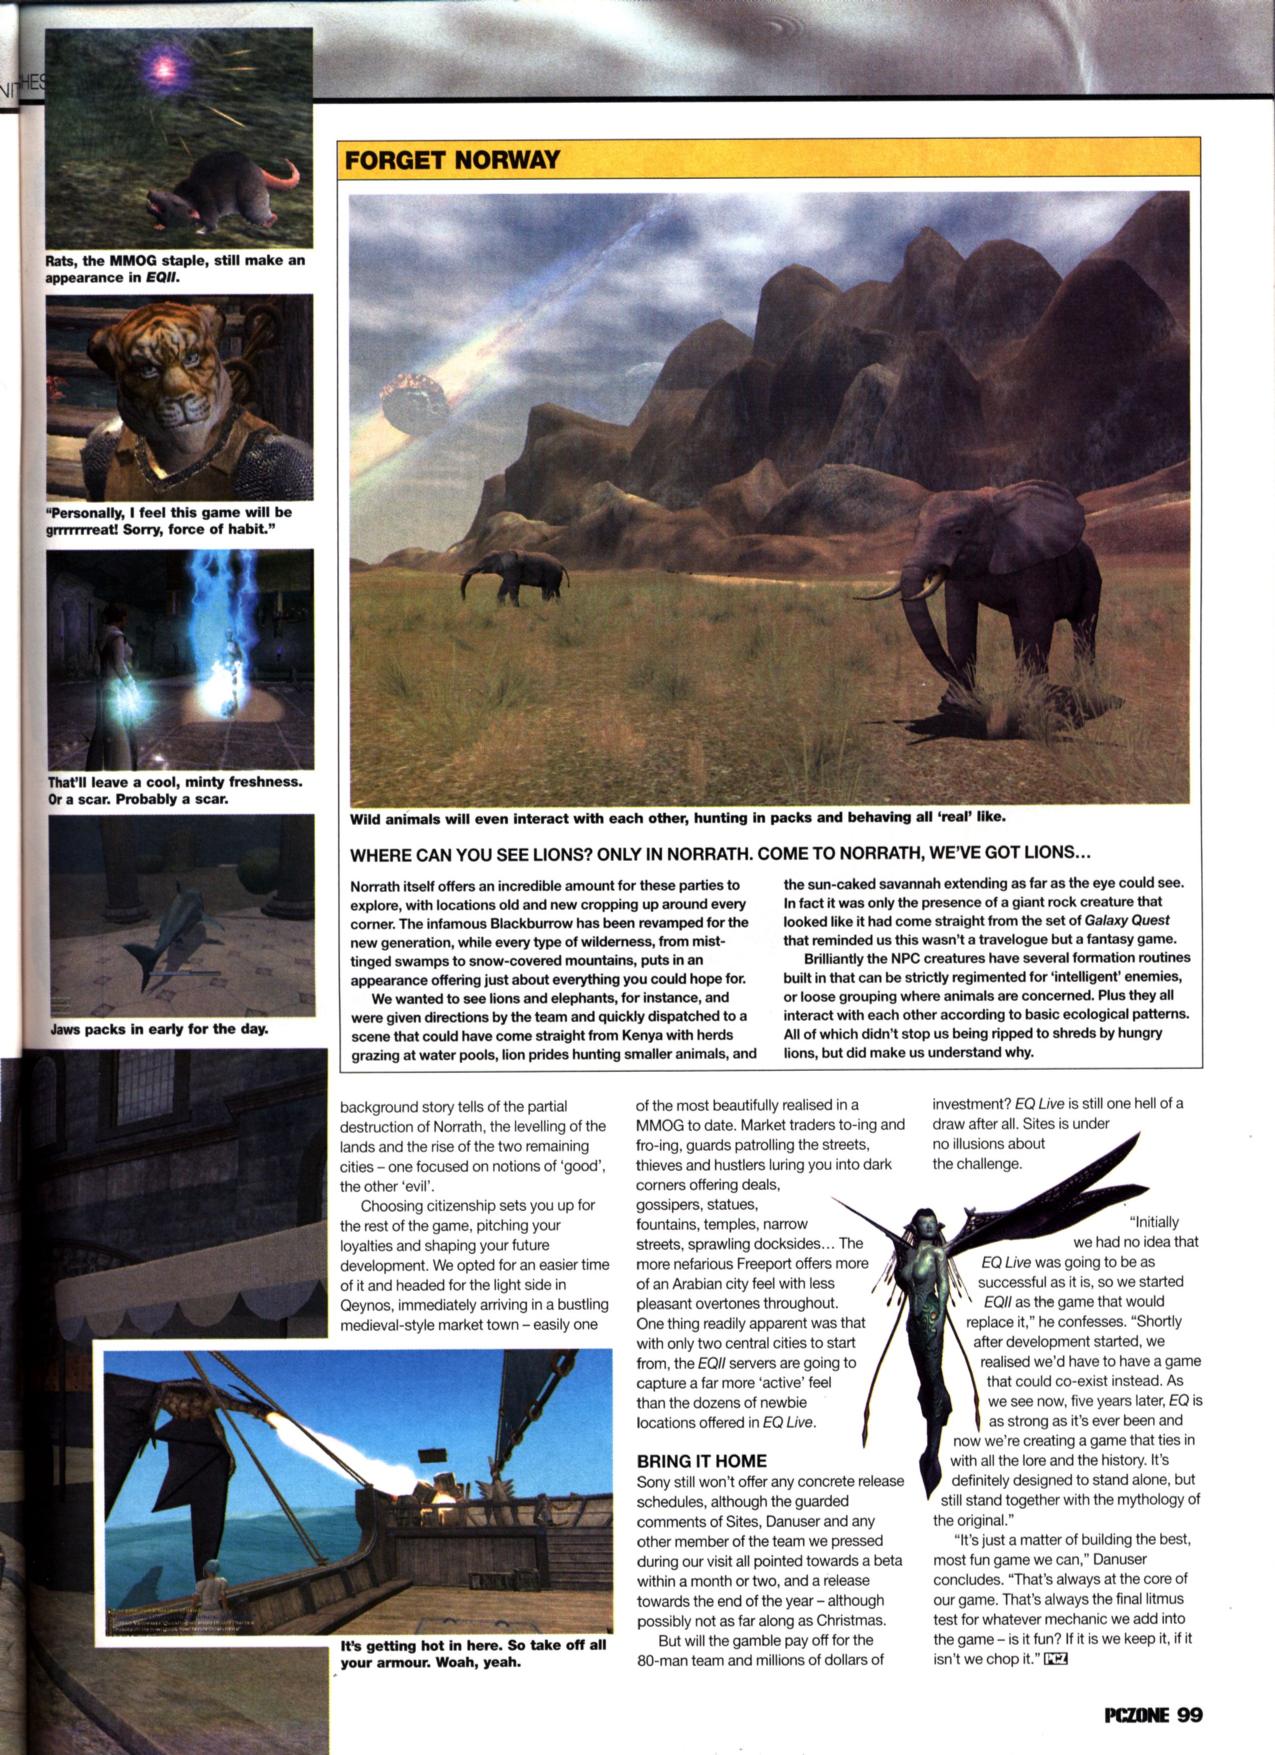 HES
Rats, the MMOG staple, still make an
appearance in EQII.
"Personally, I feel this game will be
grrrrrreat! Sorry, force of habit."
That'll leave a cool, minty freshness.
Or a scar. Probably a scar.
Jaws packs in early for the day.
FORGET NORWAY
Wild animals will even interact with each other, hunting in packs and behaving all 'real' like.
WHERE CAN YOU SEE LIONS? ONLY IN NORRATH. COME TO NORRATH, WE'VE GOT LIONS...
Norrath itself offers an incredible amount for these parties to
explore, with locations old and new cropping up around every
corner. The infamous Blackburrow has been revamped for the
new generation, while every type of wilderness, from mist-
tinged swamps to snow-covered mountains, puts in an
appearance offering just about everything you could hope for.
We wanted to see lions and elephants, for instance, and
were given directions by the team and quickly dispatched to a
scene that could have come straight from Kenya with herds
grazing at water pools, lion prides hunting smaller animals, and
the sun-caked savannah extending as far as the eye could see.
In fact it was only the presence of a giant rock creature that
looked like it had come straight from the set of Galaxy Quest
that reminded us this wasn't a travelogue but a fantasy game.
Brilliantly the NPC creatures have several formation routines
built in that can be strictly regimented for 'intelligent' enemies,
or loose grouping where animals are concerned. Plus they all
interact with each other according to basic ecological patterns.
All of which didn't stop us being ripped to shreds by hungry
lions, but did make us understand why.
background story tells of the partial
destruction of Norrath, the levelling of the
lands and the rise of the two remaining
cities – one focused on notions of 'good',
the other 'evil'.
Choosing citizenship sets you up for
the rest of the game, pitching your
loyalties and shaping your future
development. We opted for an easier time
of it and headed for the light side in
Qeynos, immediately arriving in a bustling
medieval-style market town – easily one
It's getting hot in here. So take off all
your armour. Woah, yeah.
of the most beautifully realised in a
MMOG to date. Market traders to-ing and
fro-ing, guards patrolling the streets,
thieves and hustlers luring you into dark
corners offering deals,
gossipers, statues,
fountains, temples, narrow
streets, sprawling docksides... The
more nefarious Freeport offers more
of an Arabian city feel with less
pleasant overtones throughout.
One thing readily apparent was that
with only two central cities to start
from, the EQII servers are going to
capture a far more 'active' feel
than the dozens of newbie
locations offered in EQ Live.
BRING IT HOME
Sony still won't offer any concrete release
schedules, although the guarded
comments of Sites, Danuser and any
other member of the team we pressed
during our visit all pointed towards a beta
within a month or two, and a release
towards the end of the year – although
possibly not as far along as Christmas.
But will the gamble pay off for the
80-man team and millions of dollars of
investment? EQ Live is still one hell of a
draw after all. Sites is under
no illusions about
the challenge.
"Initially
we had no idea that
EQ Live was going to be as
successful as it is, so we started
EQII as the game that would
replace it," he confesses. "Shortly
after development started, we
realised we'd have to have a game
that could co-exist instead. As
we see now, five years later, EQ is
as strong as it's ever been and
now we're creating a game that ties in
with all the lore and the history. It's
definitely designed to stand alone, but
still stand together with the mythology of
the original."
"It's just a matter of building the best,
most fun game we can," Danuser
concludes. "That's always at the core of
our game. That's always the final litmus
test for whatever mechanic we add into
the game – is it fun? If it is we keep it, if it
isn't we chop it." PCZ
PCZONE 99